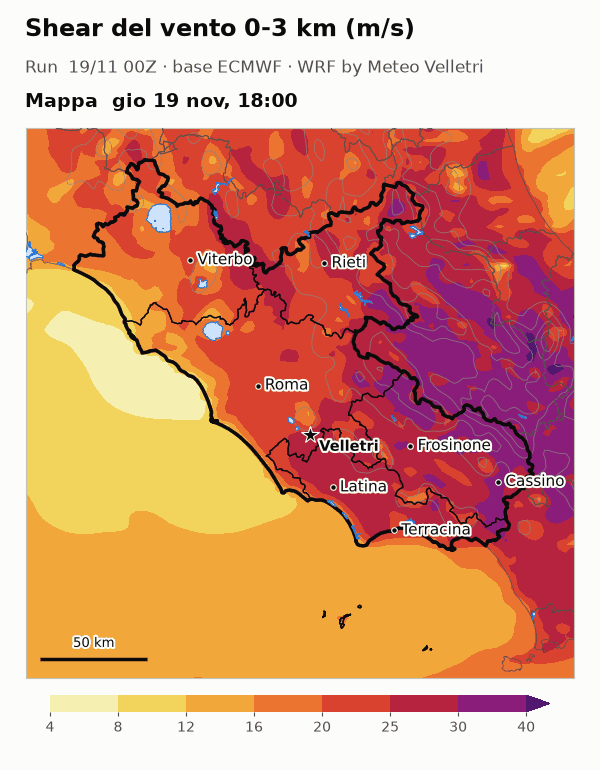 Shear del vento 0-3 km (m/s)
Run  19/11 00Z · base ECMWF · WRF by Meteo Velletri
Mappa  gio 19 nov, 18:00
Viterbo
Rieti
Roma
Velletri
Frosinone
Cassino
Latina
Terracina
50 km
4 8 12 16 20 25 30 40